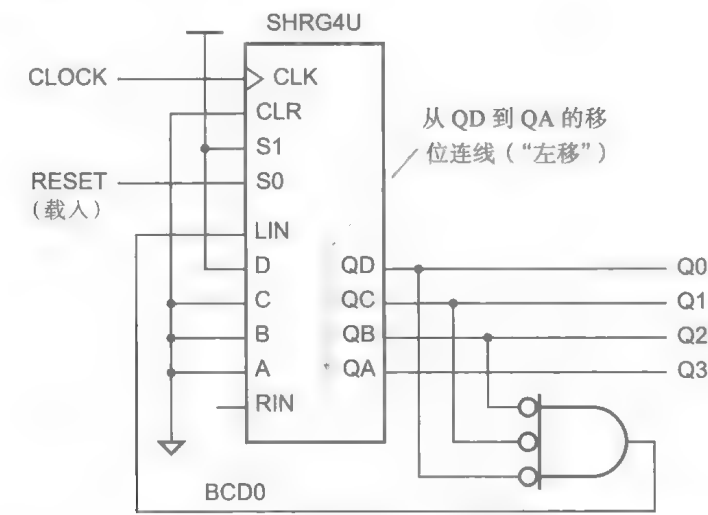 SHRG4U
CLOCK
CLK
CLR
S1
RESET
(载入)
S0
LIN
D
QD
Q0
C
QC
Q1
B
QB
Q2
A
QA
Q3
RIN
BCD0
从 QD 到 QA 的移
位连线(“左移”)